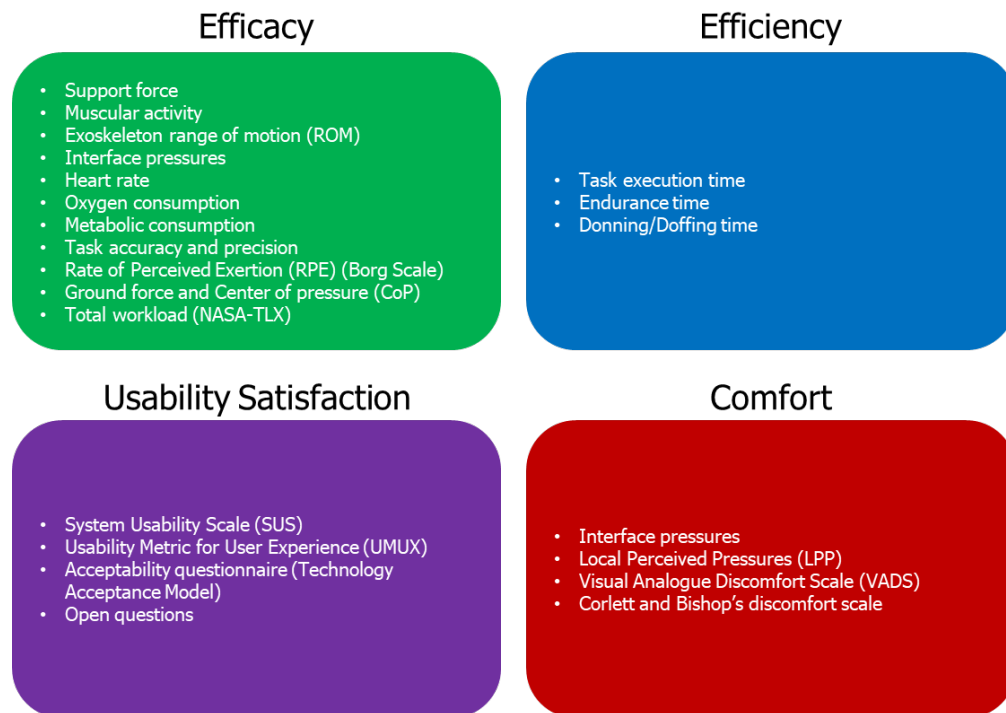 Efficacy
• Support force
• Muscular activity
• Exoskeleton range of motion (ROM)
• Interface pressures
• Heart rate
• Oxygen consumption
• Metabolic consumption
• Task accuracy and precision
• Rate of Perceived Exertion (RPE) (Borg Scale)
• Ground force and Center of pressure (CoP)
• Total workload (NASA-TLX)
Efficiency
• Task execution time
• Endurance time
• Donning/Doffing time
Usability Satisfaction
• System Usability Scale (SUS)
• Usability Metric for User Experience (UMUX)
• Acceptability questionnaire (Technology
Acceptance Model)
• Open questions
Comfort
• Interface pressures
• Local Perceived Pressures (LPP)
• Visual Analogue Discomfort Scale (VADS)
• Corlett and Bishop's discomfort scale